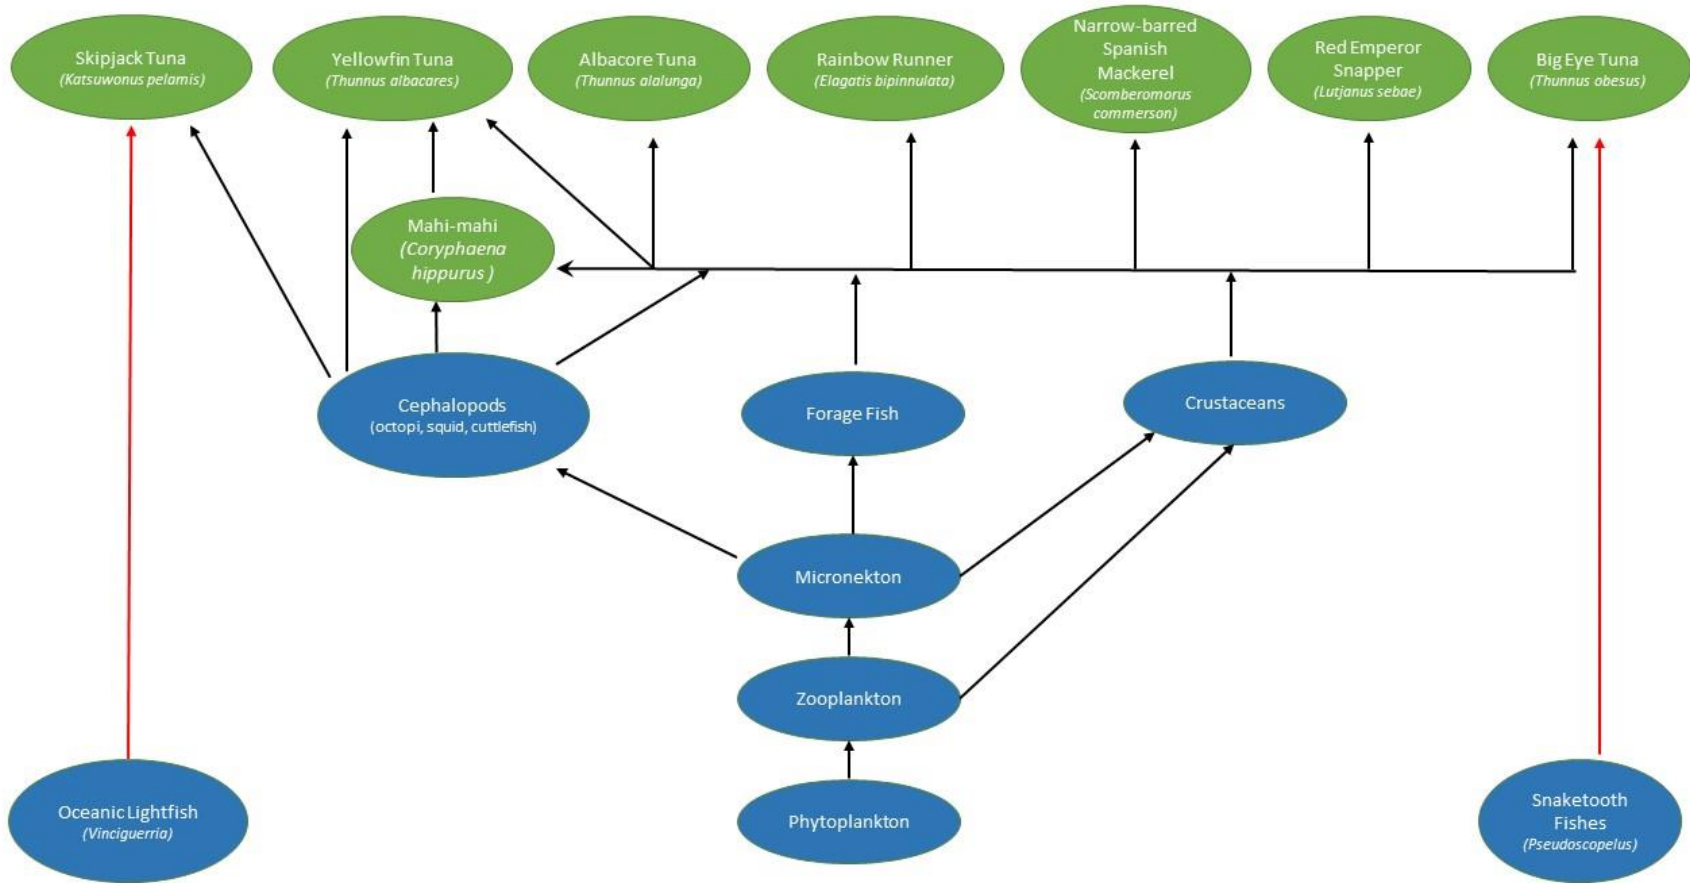 Skipjack Tuna
(Katsuwonus pelamis)
Yellowfin Tuna
(Thunnus albacares)
Albacore Tuna
(Thunnus alalunga)
Rainbow Runner
(Elagatis bipinnulata)
Narrow-barred
Spanish
Mackerel
(Scomberomorus
commerson)
Red Emperor
Snapper
(Lutjanus sebae)
Big Eye Tuna
(Thunnus obesus)
Mahi-mahi
(Coryphaena
hippurus )
Cephalopods
(octopi, squid, cuttlefish)
Forage Fish
Crustaceans
Micronekton
Zooplankton
Phytoplankton
Oceanic Lightfish
(Vinciguerria)
Snaketooth
Fishes
(Pseudoscopelus)